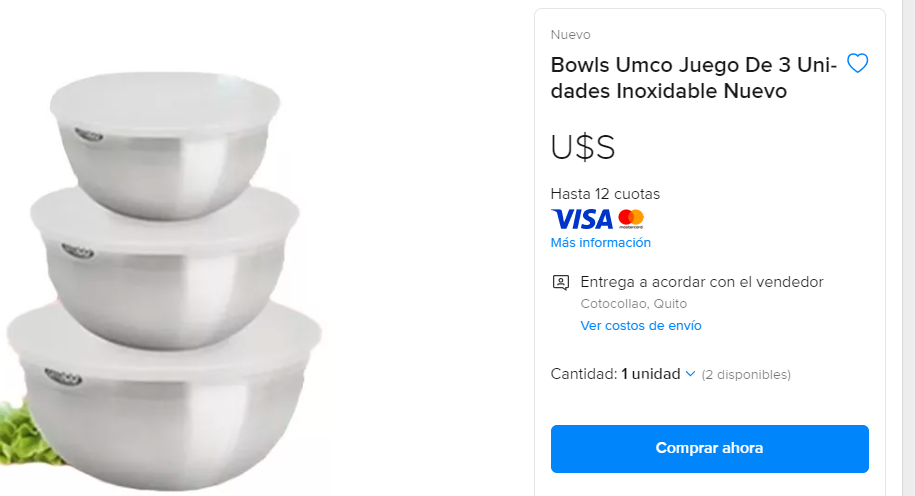 Nuevo
Bowls Umco Juego De 3 Uni-
dades Inoxidable Nuevo
U$S
Hasta 12 cuotas
VISA mastercard
Más información
Entrega a acordar con el vendedor
Cotocollao, Quito
Ver costos de envío
Cantidad: 1 unidad (2 disponibles)
Comprar ahora